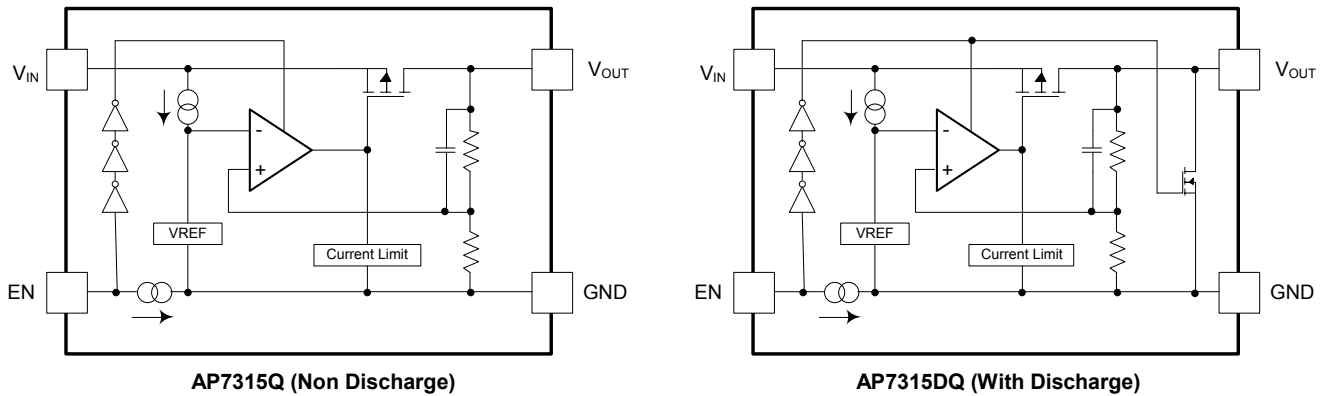 VIN
VOUT
-
+
VREF
Current Limit
EN
GND
AP7315Q (Non Discharge)
VIN
VOUT
-
+
VREF
Current Limit
EN
GND
AP7315DQ (With Discharge)